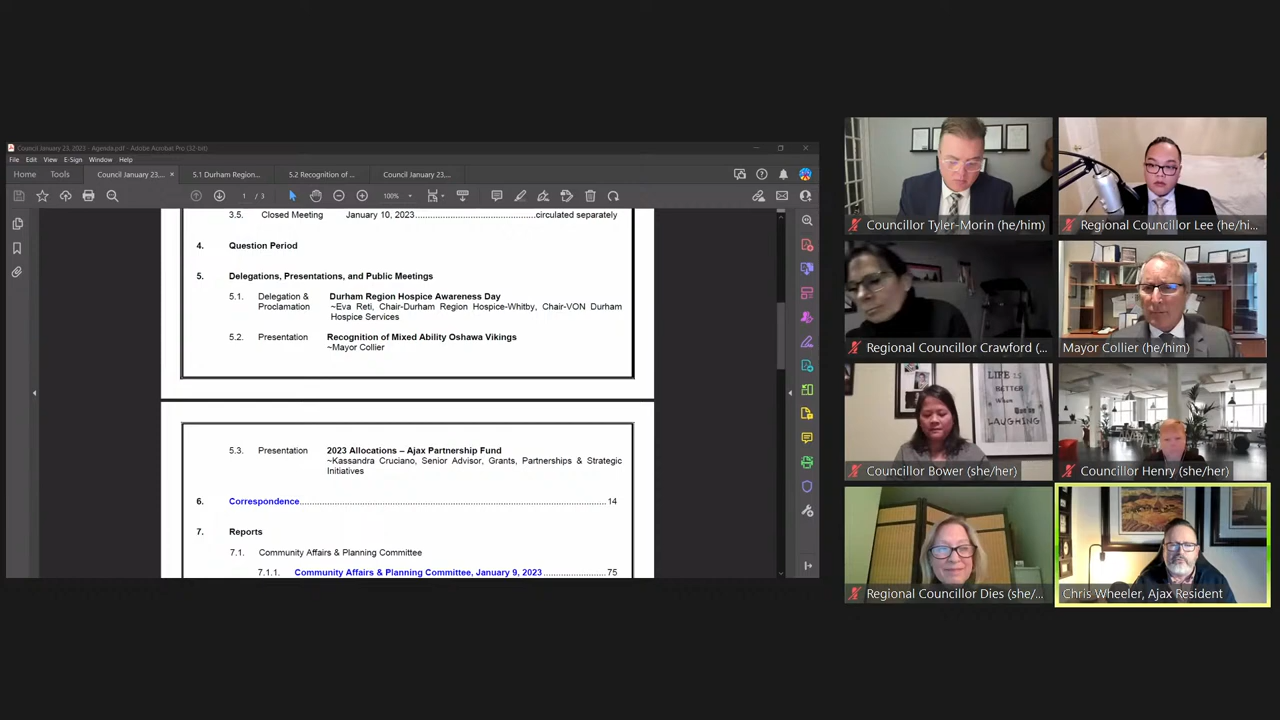 Council January 23, 2023 - Agenda.pdf - Adobe Acrobat Pro (32-bit)
File Edit View E-Sign Window Help
Home Tools Council January 23,... × 5.1 Durham Region... 5.2 Recognition of ... Council January 23,...
1 / 3 100%
3.5. Closed Meeting January 10, 2023 circulated separately
4. Question Period
5. Delegations, Presentations, and Public Meetings
5.1. Delegation & Durham Region Hospice Awareness Day
Proclamation ~Eva Reti, Chair-Durham Region Hospice-Whitby, Chair-VON Durham
Hospice Services
5.2. Presentation Recognition of Mixed Ability Oshawa Vikings
~Mayor Collier
5.3. Presentation 2023 Allocations – Ajax Partnership Fund
~Kassandra Cruciano, Senior Advisor, Grants, Partnerships & Strategic
Initiatives
6. Correspondence 14
7. Reports
7.1. Community Affairs & Planning Committee
7.1.1. Community Affairs & Planning Committee, January 9, 2023 75
Councillor Tyler-Morin (he/him)
Regional Councillor Lee (he/hi...
Regional Councillor Crawford (...
Mayor Collier (he/him)
LIFE IS
BETTER
When
You're
LAUGHING
Councillor Bower (she/her)
Councillor Henry (she/her)
Regional Councillor Dies (she/...
Chris Wheeler, Ajax Resident